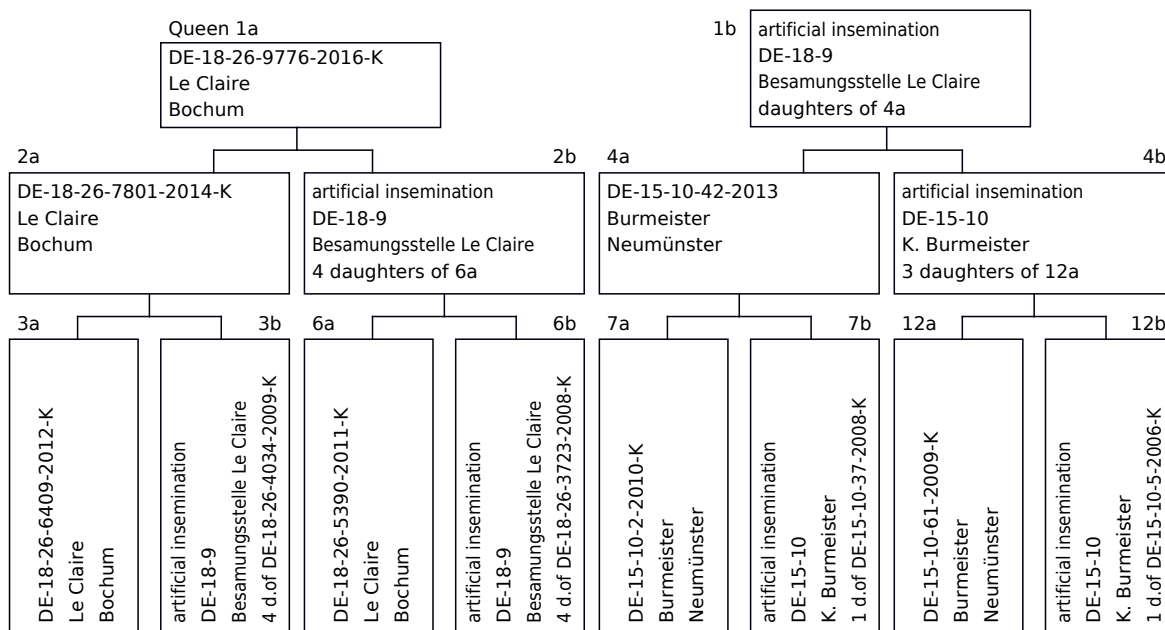 Queen 1a
DE-18-26-9776-2016-K
Le Claire
Bochum
1b
artificial insemination
DE-18-9
Besamungsstelle Le Claire
daughters of 4a
2a
DE-18-26-7801-2014-K
Le Claire
Bochum
2b
artificial insemination
DE-18-9
Besamungsstelle Le Claire
4 daughters of 6a
4a
DE-15-10-42-2013
Burmeister
Neumünster
4b
artificial insemination
DE-15-10
K. Burmeister
3 daughters of 12a
3a
DE-18-26-6409-2012-K
Le Claire
Bochum
3b
artificial insemination
DE-18-9
Besamungsstelle Le Claire
4 d.of DE-18-26-4034-2009-K
6a
DE-18-26-5390-2011-K
Le Claire
Bochum
6b
artificial insemination
DE-18-9
Besamungsstelle Le Claire
4 d.of DE-18-26-3723-2008-K
7a
DE-15-10-2-2010-K
Burmeister
Neumünster
7b
artificial insemination
DE-15-10
K. Burmeister
1 d.of DE-15-10-37-2008-K
12a
DE-15-10-61-2009-K
Burmeister
Neumünster
12b
artificial insemination
DE-15-10
K. Burmeister
1 d.of DE-15-10-5-2006-K